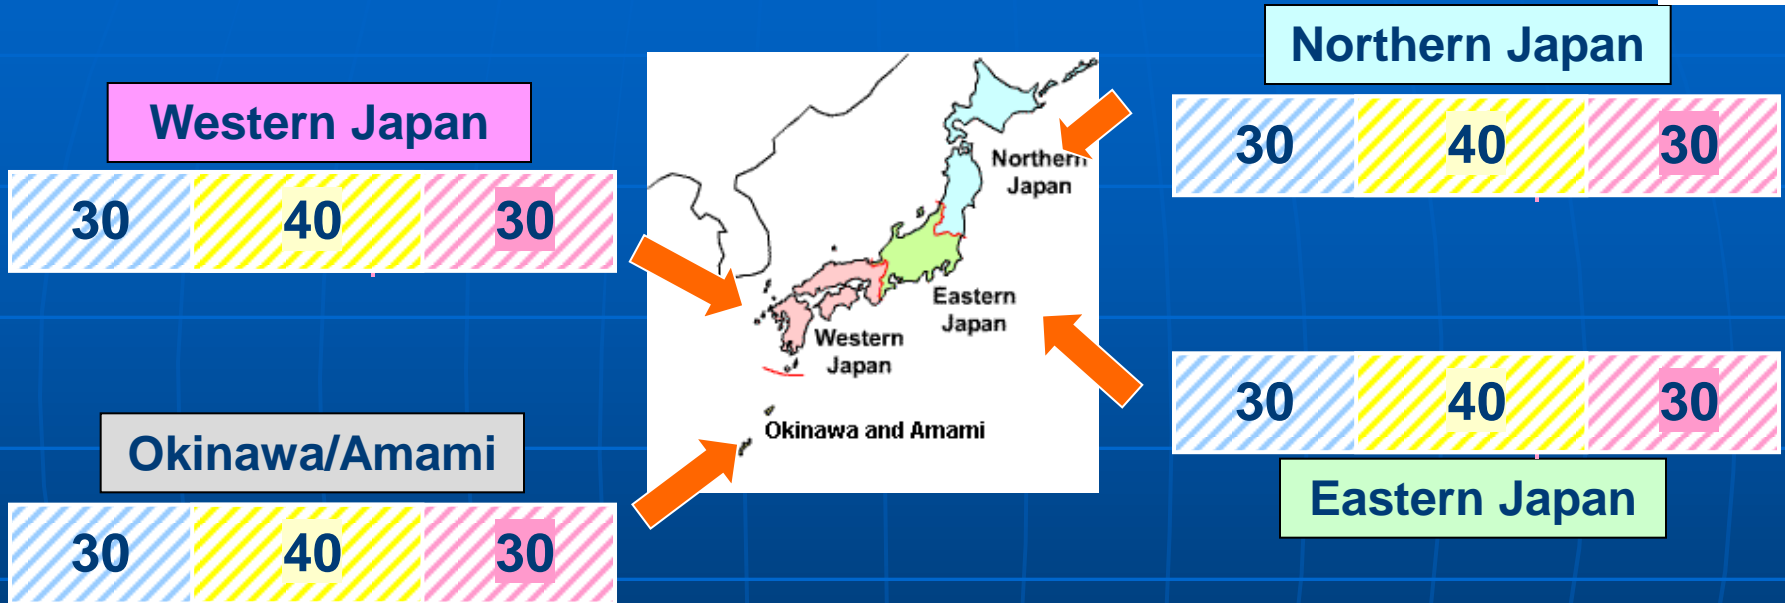 Northern Japan
30 40 30
Western Japan
30 40 30
Northern
Japan
Eastern
Japan
Western
Japan
Okinawa and Amami
30 40 30
Eastern Japan
Okinawa/Amami
30 40 30